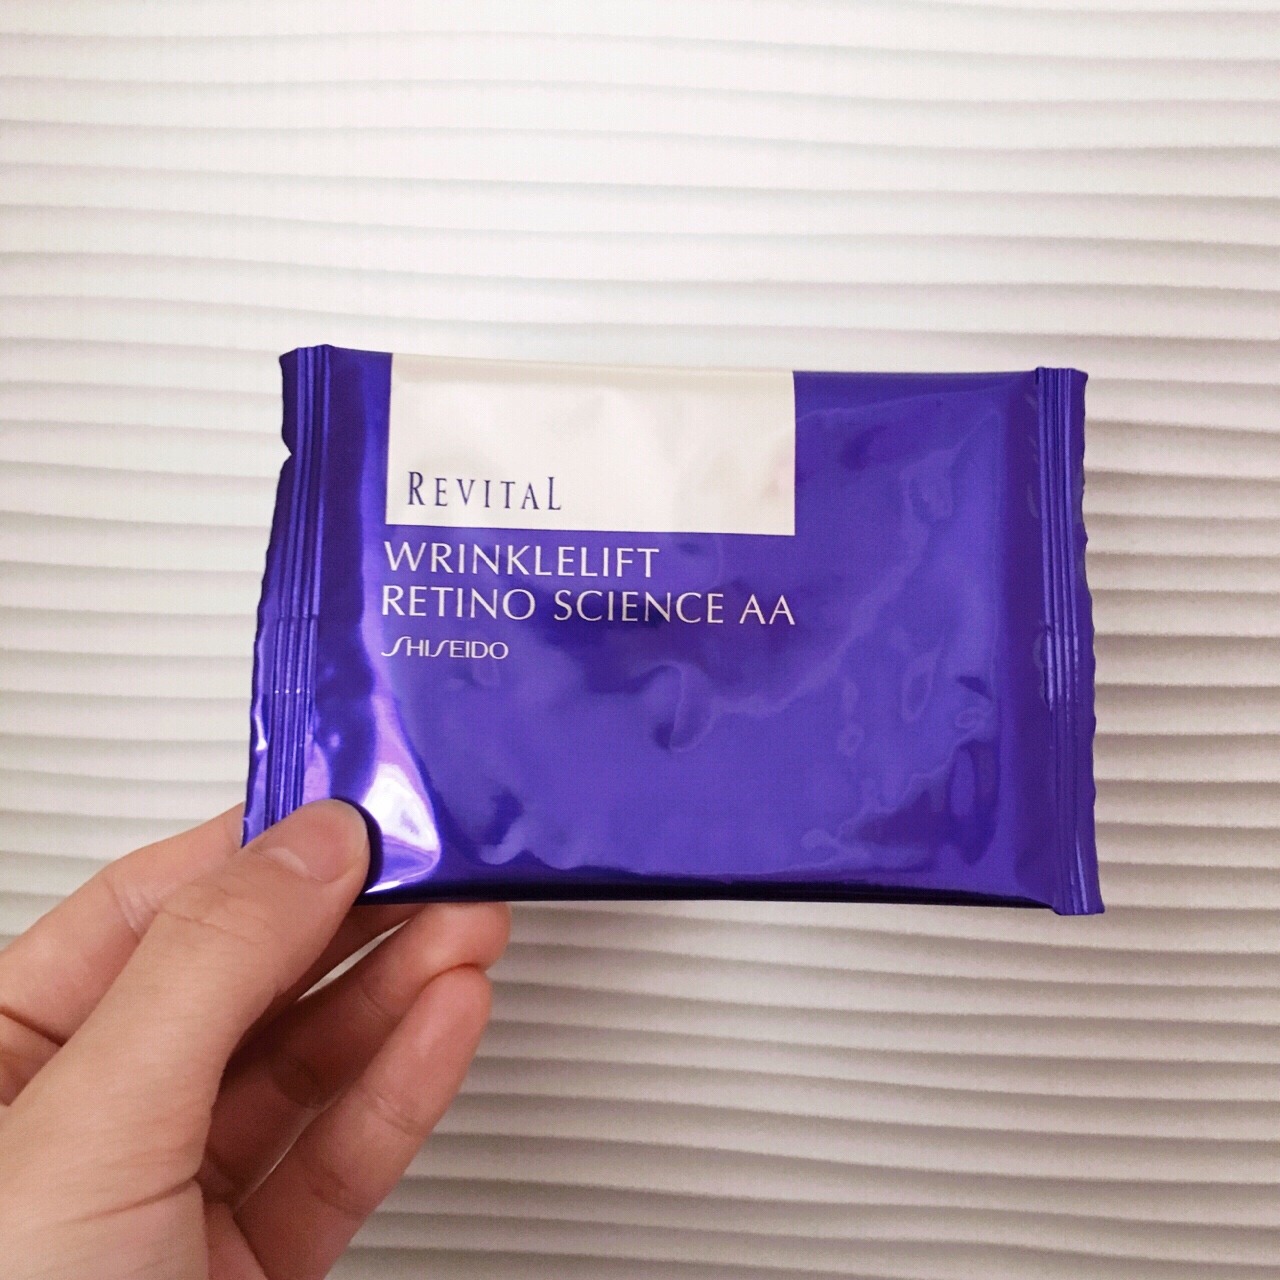 REVITAL
WRINKLELIFT
RETINO SCIENCE AA
SHISEIDO